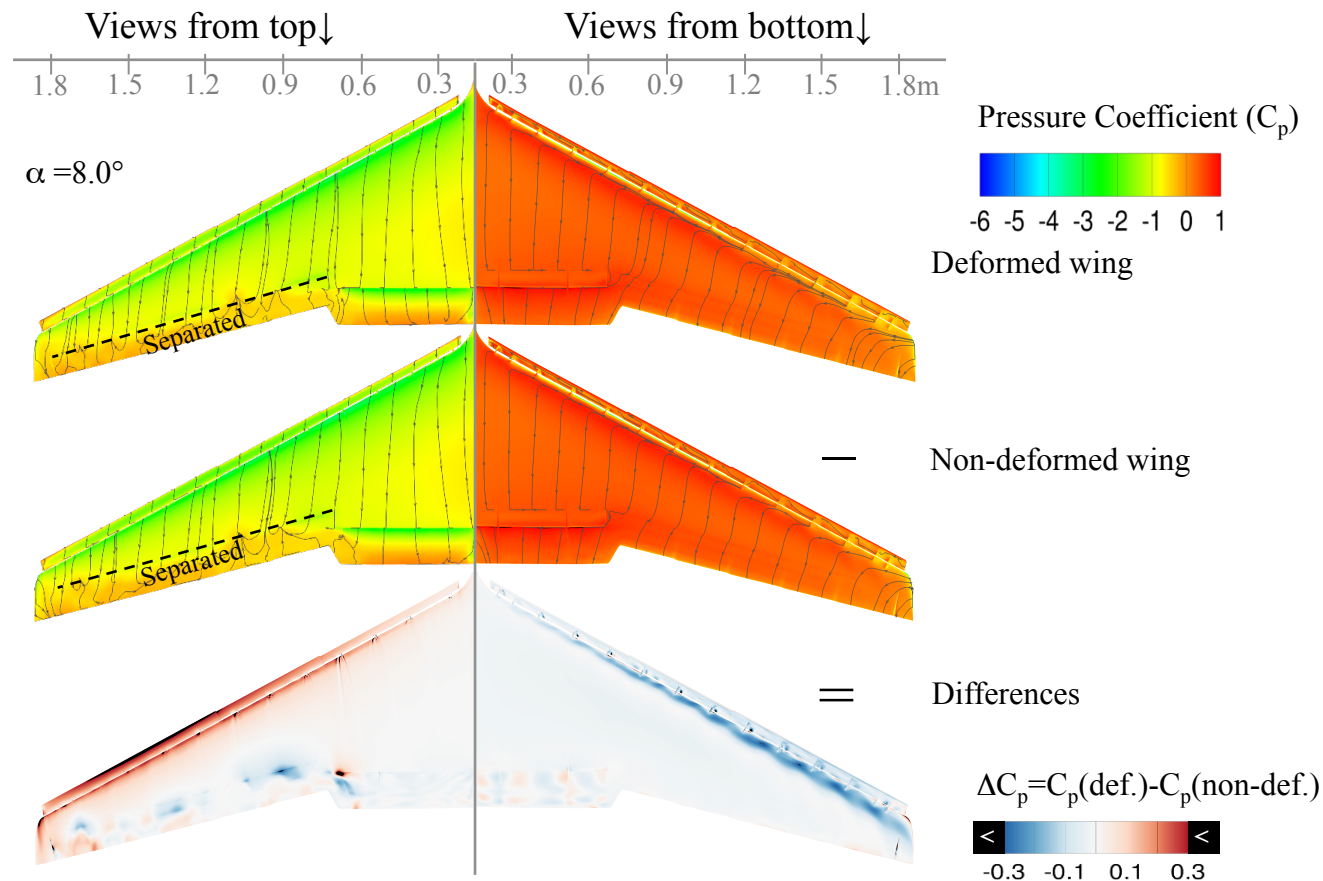 Views from top↓
Views from bottom↓
1.8 1.5 1.2 0.9 0.6 0.3 0.3 0.6 0.9 1.2 1.5 1.8m
α =8.0°
Pressure Coefficient (Cp)
-6 -5 -4 -3 -2 -1 0 1
Deformed wing
Separated
— Non-deformed wing
Separated
= Differences
ΔCp=Cp(def.)-Cp(non-def.)
< <
-0.3 -0.1 0.1 0.3